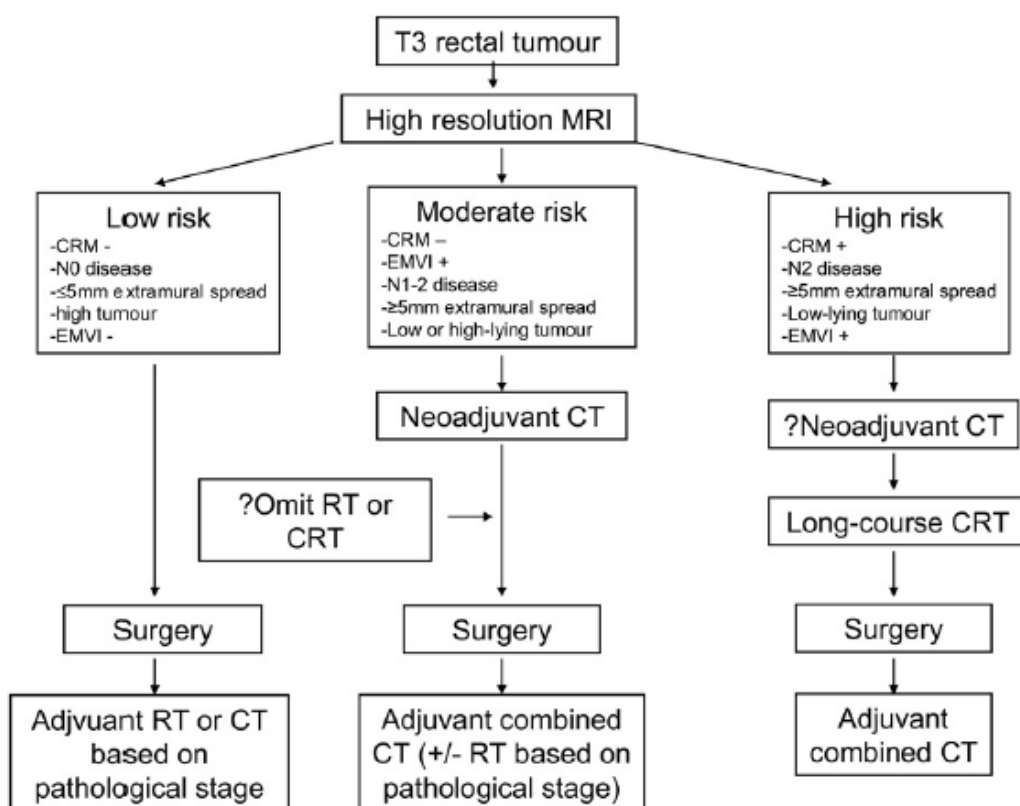 T3 rectal tumour
High resolution MRI
Low risk
-CRM -
-N0 disease
-≤5mm extramural spread
-high tumour
-EMVI -
Moderate risk
-CRM –
-EMVI +
-N1-2 disease
-≥5mm extramural spread
-Low or high-lying tumour
High risk
-CRM +
-N2 disease
-≥5mm extramural spread
-Low-lying tumour
-EMVI +
Neoadjuvant CT
?Neoadjuvant CT
?Omit RT or
CRT
Long-course CRT
Surgery
Surgery
Surgery
Adjvuant RT or CT
based on
pathological stage
Adjuvant combined
CT (+/- RT based on
pathological stage)
Adjuvant
combined CT